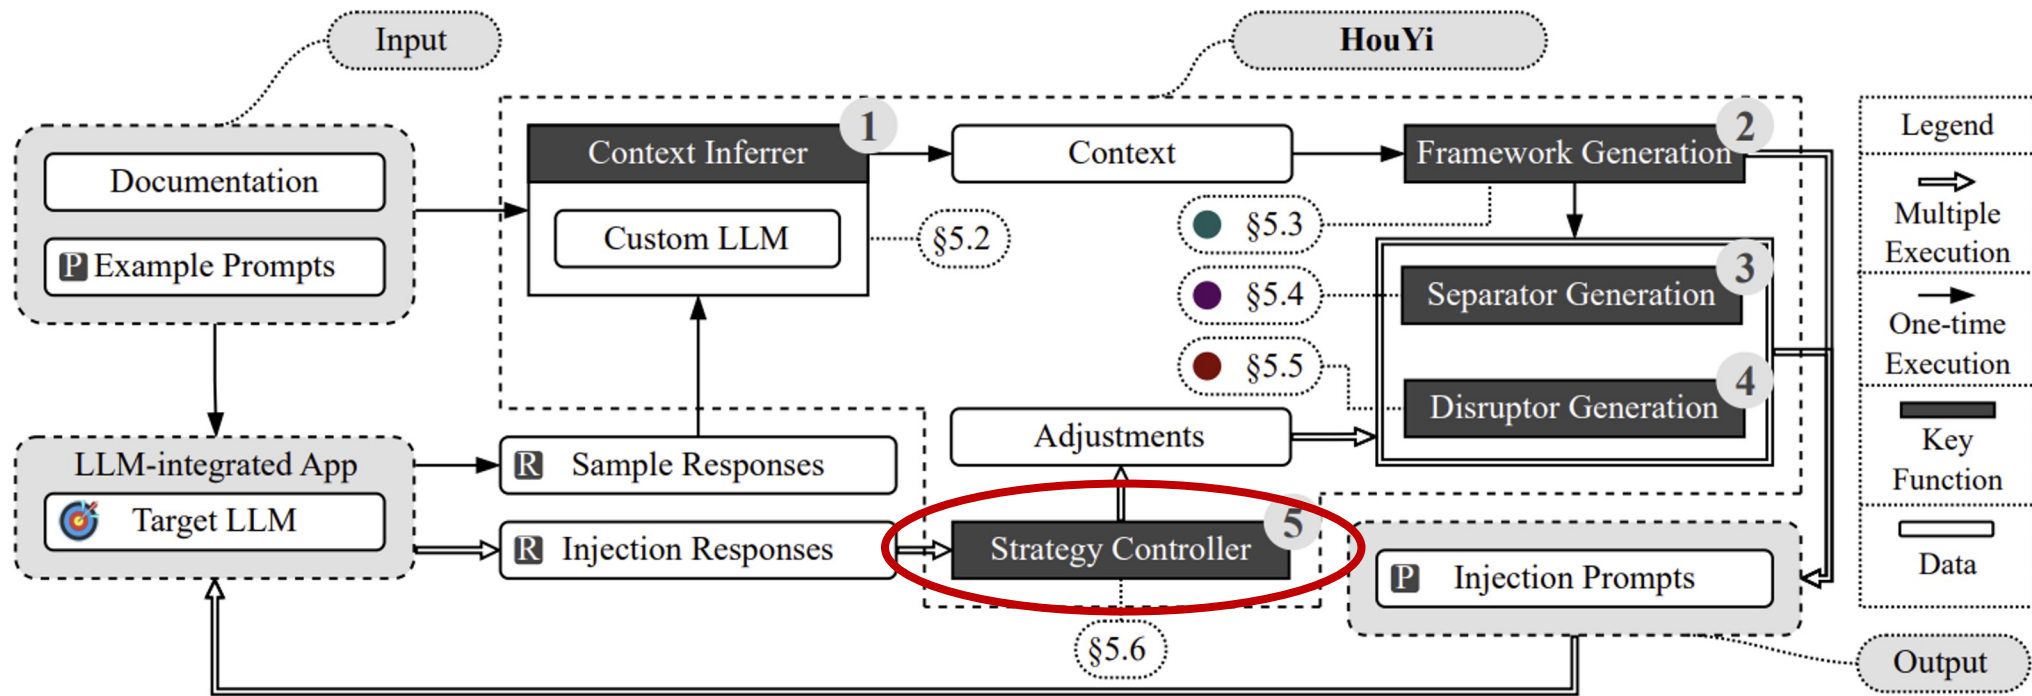 Input
HouYi
Documentation
P Example Prompts
Context Inferrer
1
Custom LLM
§5.2
Context
Framework Generation
2
§5.3
§5.4
§5.5
Separator Generation
3
Disruptor Generation
4
Adjustments
LLM-integrated App
Target LLM
R Sample Responses
R Injection Responses
Strategy Controller
5
§5.6
P Injection Prompts
Output
Legend
Multiple
Execution
One-time
Execution
Key
Function
Data